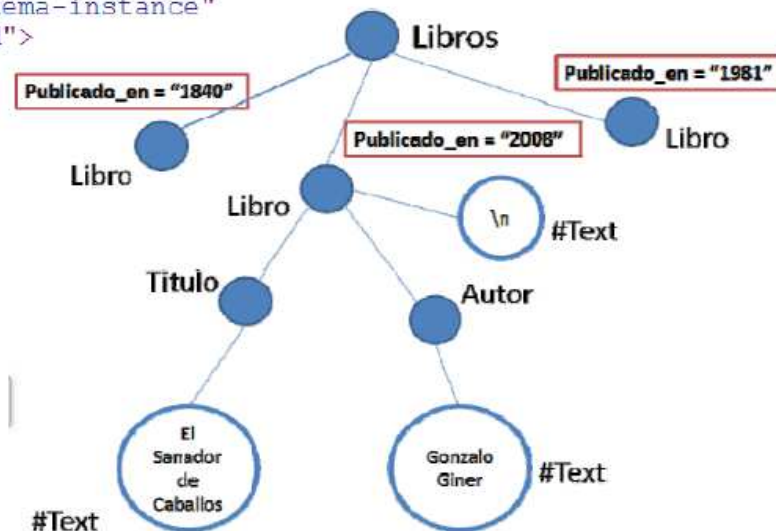 ema-instance"
">
Libros
Publicado_en = "1840"
Publicado_en = "1981"
Libro
Publicado_en = "2008"
Libro
Libro
\n
#Text
Titulo
Autor
El
Sanador
de
Caballos
Gonzalo
Giner
#Text
#Text